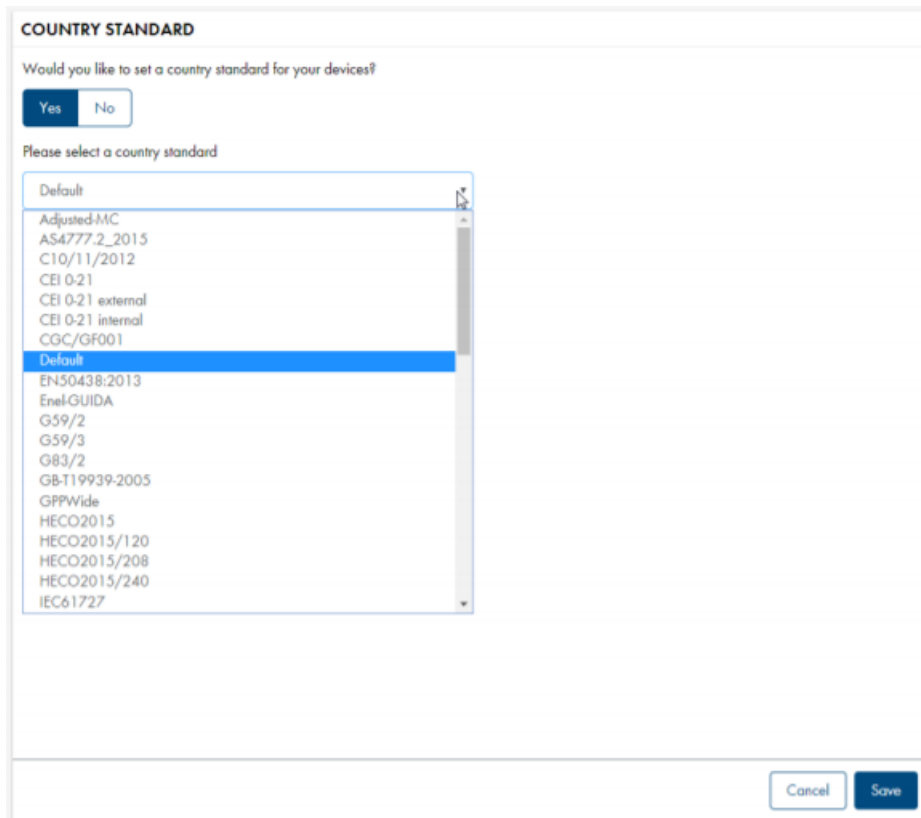 COUNTRY STANDARD
Would you like to set a country standard for your devices?
Yes No
Please select a country standard
Default
Adjusted-MC
AS4777.2_2015
C10/11/2012
CEI 0-21
CEI 0-21 external
CEI 0-21 internal
CGC/GF001
Default
EN50438:2013
Enel-GUIDA
G59/2
G59/3
G83/2
GB-T19939-2005
GPPWide
HECO2015
HECO2015/120
HECO2015/208
HECO2015/240
IEC61727
Cancel Save